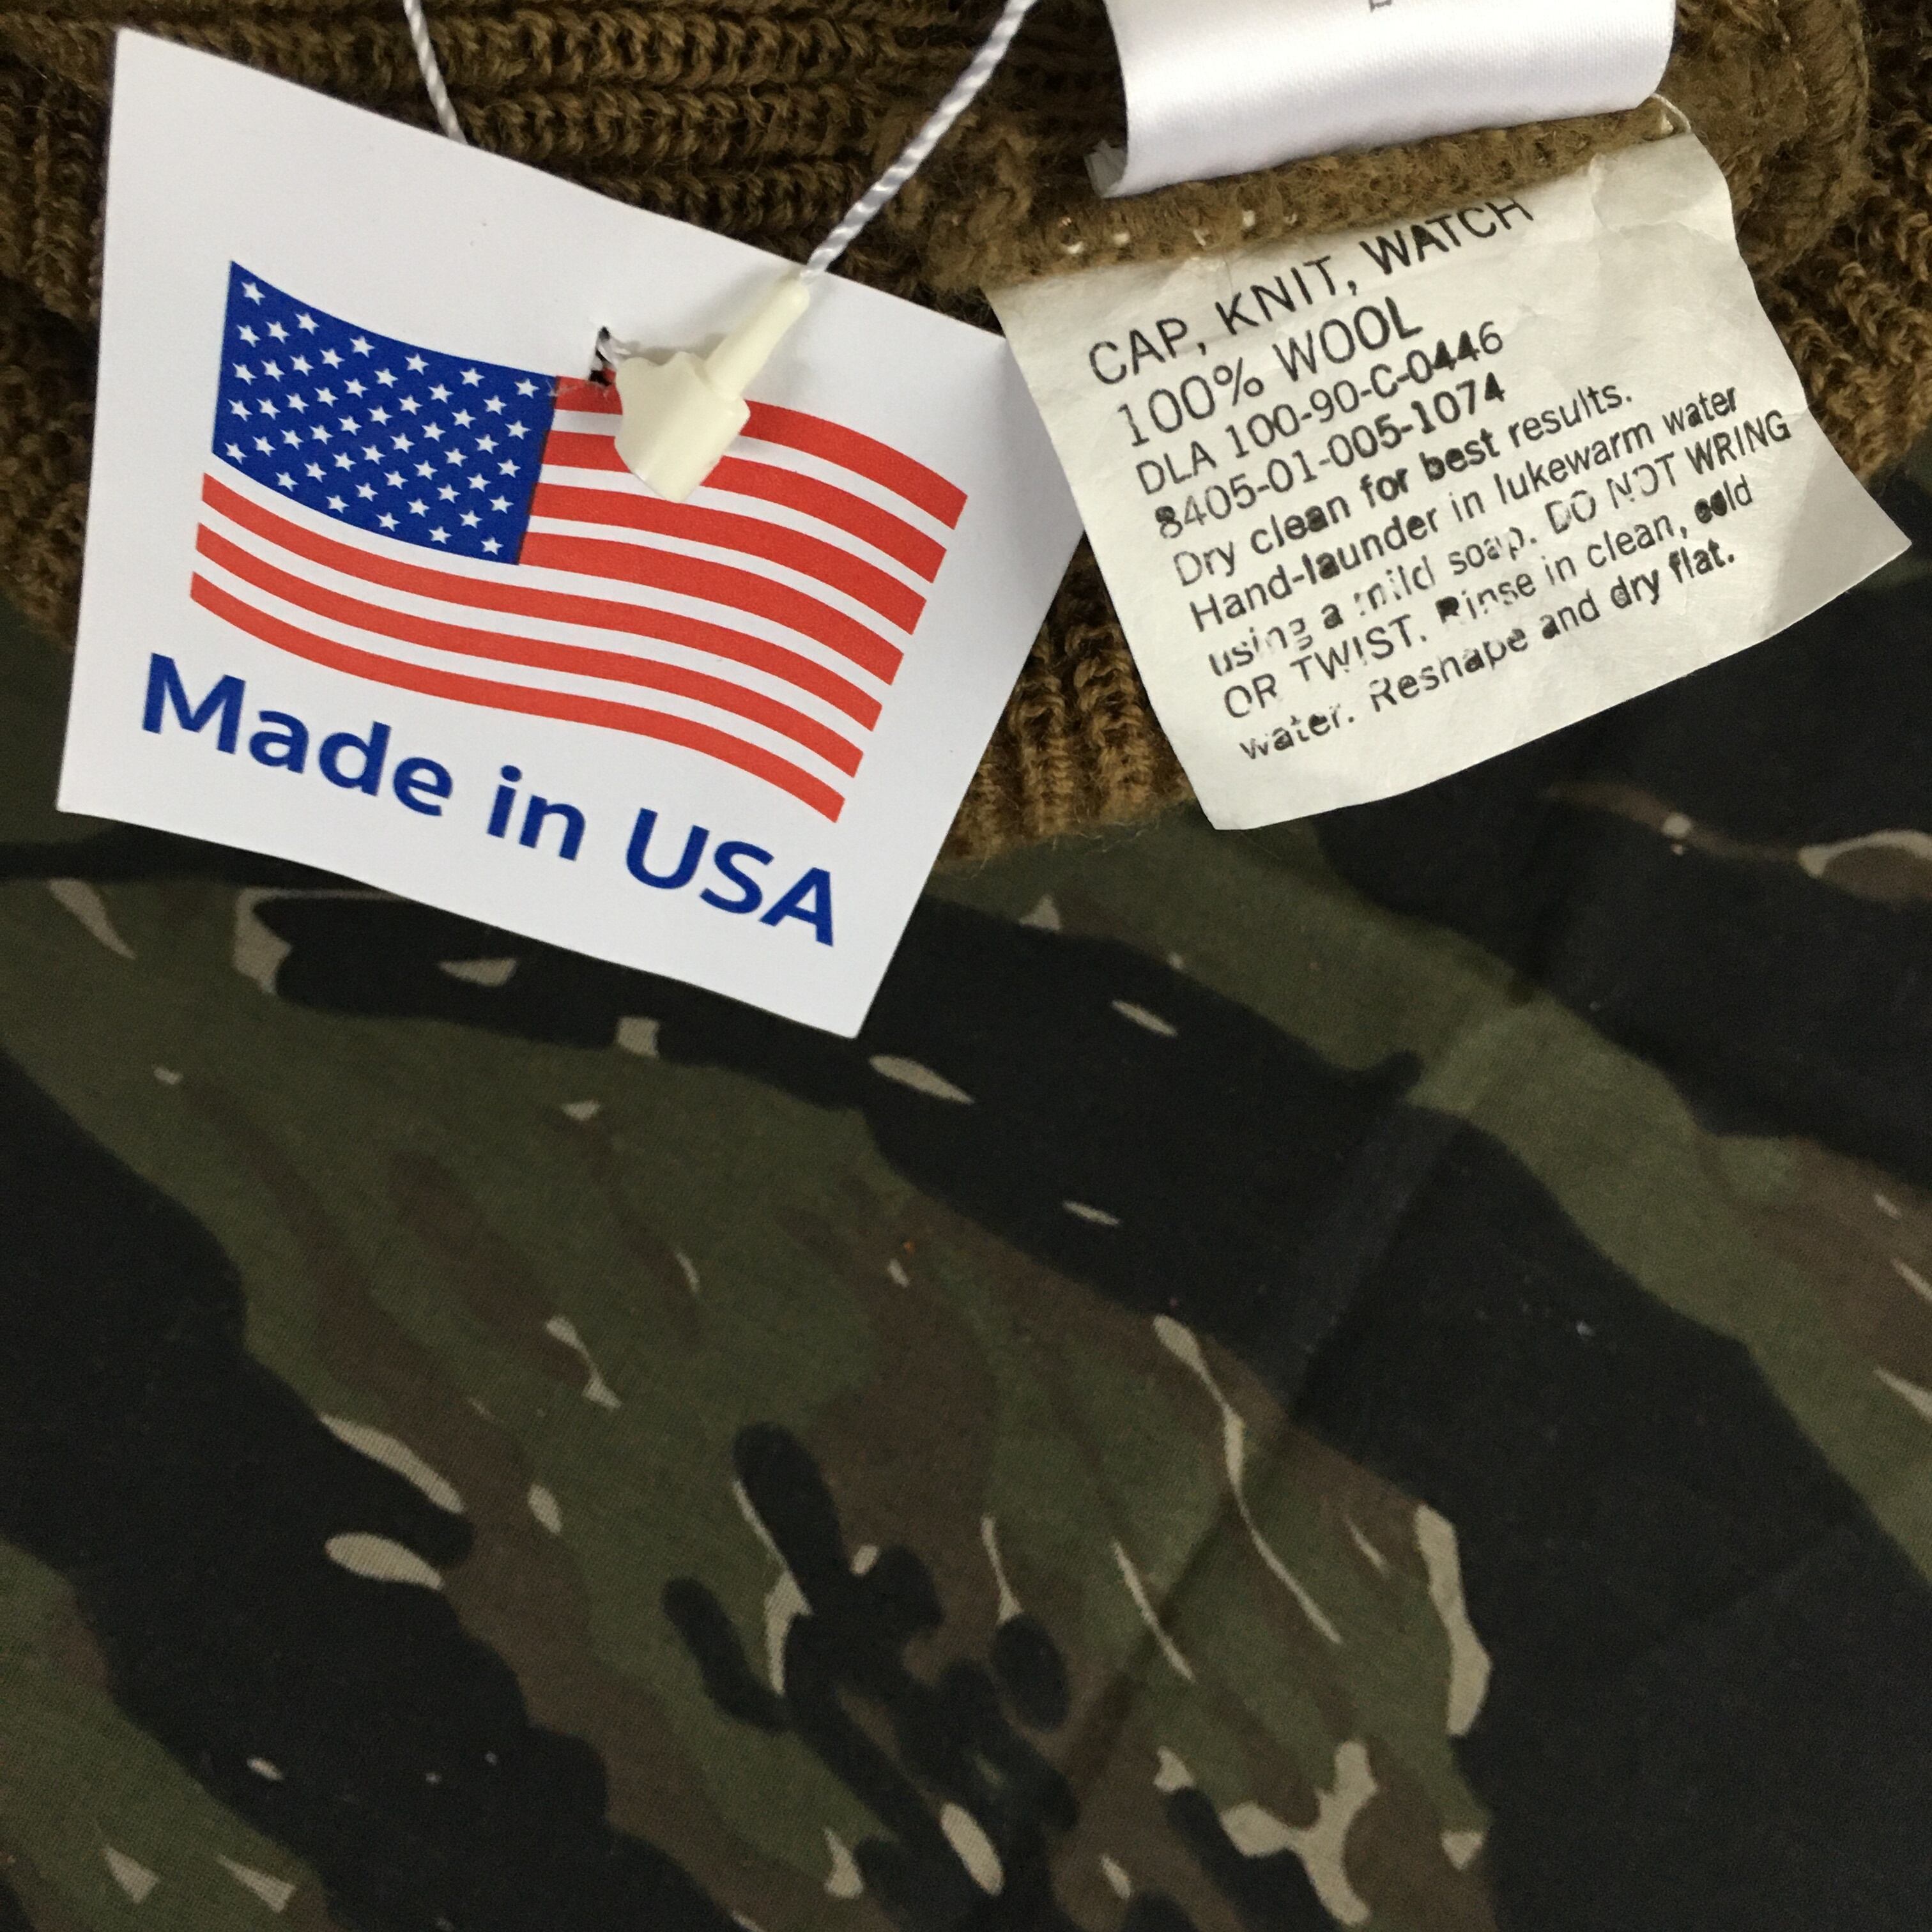 Made in USA
CAP, KNIT, WATCH
100% WOOL
DLA 100-90-C-0446
8405-01-005-1074
Dry clean for best results.
Hand-launder in lukewarm water
using a mild soap. DO NOT WRING
OR TWIST. Rinse in clean, cold
water. Reshape and dry flat.